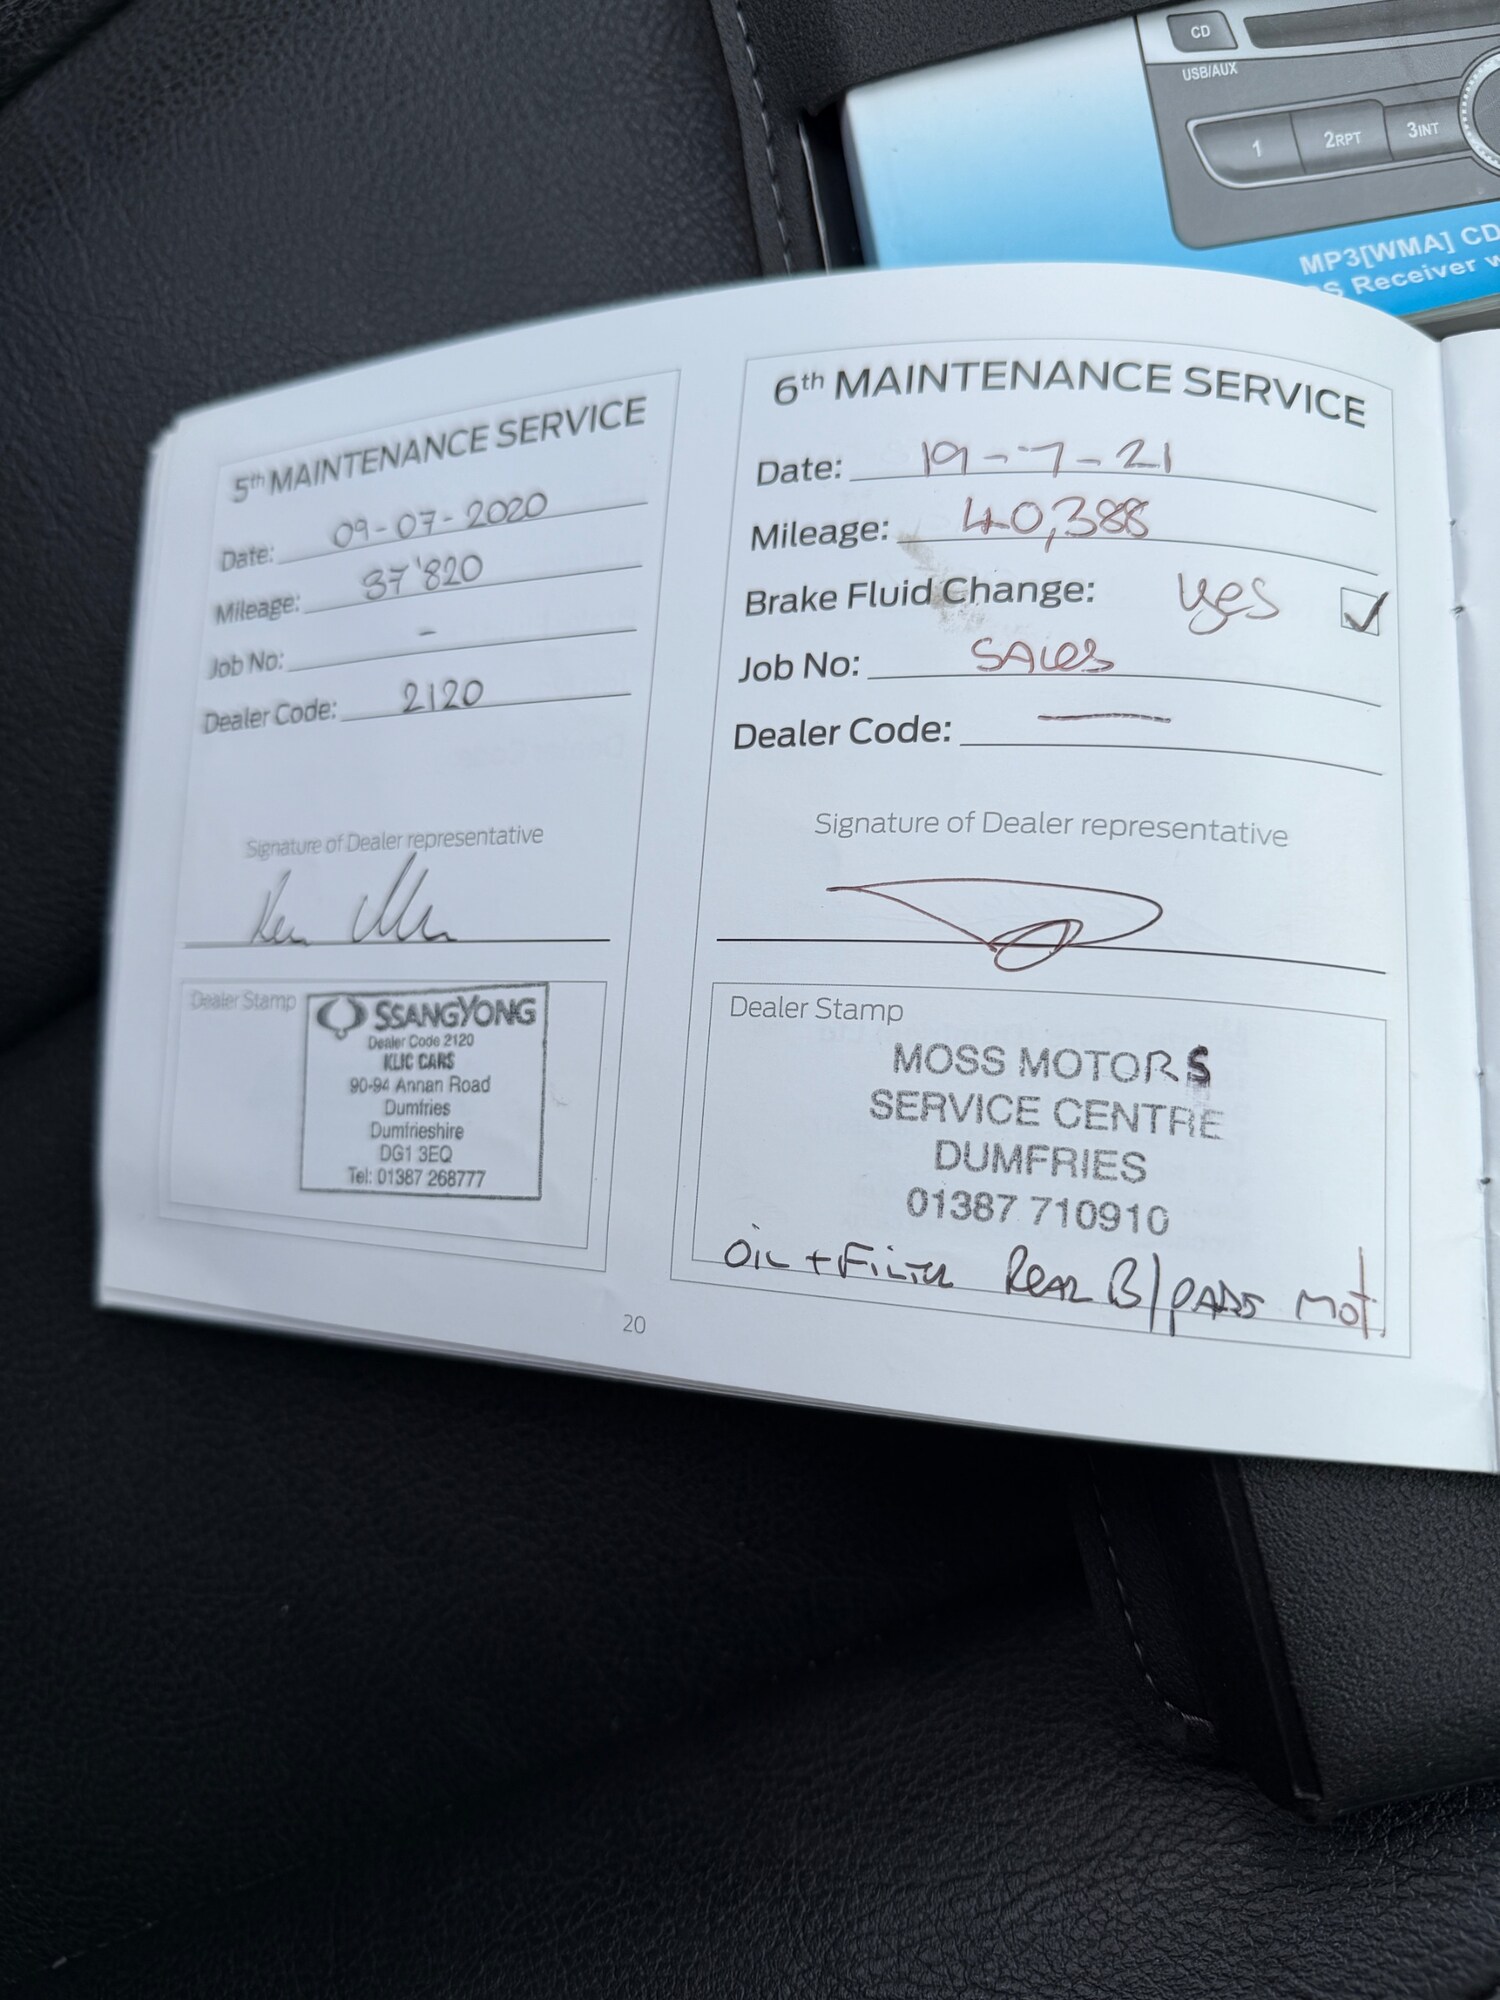 CD
USB/AUX
1 2RPT 3INT
MP3[WMA] CD
Receiver
5th MAINTENANCE SERVICE
Date: 09-07-2020
Mileage: 37'820
Job No: -
Dealer Code: 2120
Signature of Dealer representative
Dealer Stamp
SSANGYONG
Dealer Code 2120
KLIC CARS
90-94 Annan Road
Dumfries
Dumfrieshire
DG1 3EQ
Tel: 01387 268777
6th MAINTENANCE SERVICE
Date: 19-7-21
Mileage: 40,388
Brake Fluid Change: Yes ✓
Job No: SALES
Dealer Code: —
Signature of Dealer representative
Dealer Stamp
MOSS MOTORS
SERVICE CENTRE
DUMFRIES
01387 710910
OIL + FILTER REAR B/PADS MOT
20